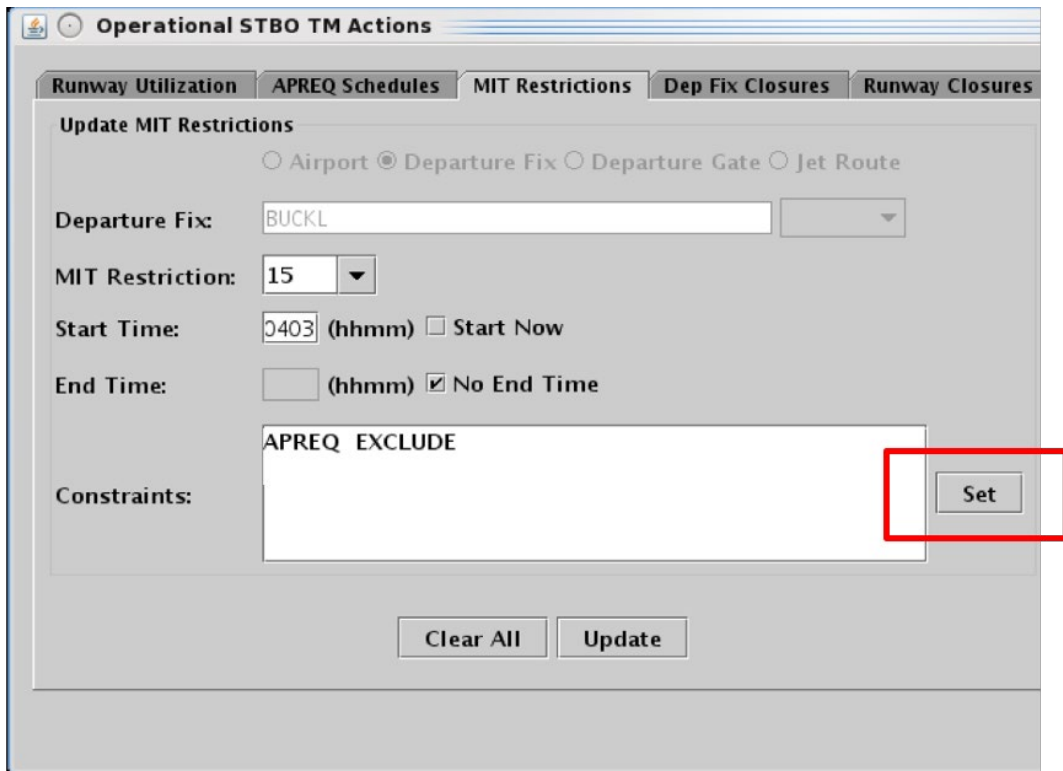 Operational STBO TM Actions
Runway Utilization APREQ Schedules MIT Restrictions Dep Fix Closures Runway Closures
Update MIT Restrictions
Airport Departure Fix Departure Gate Jet Route
Departure Fix: BUCKL
MIT Restriction: 15
Start Time: 0403 (hhmm) Start Now
End Time: (hhmm) No End Time
APREQ EXCLUDE
Constraints: Set
Clear All Update